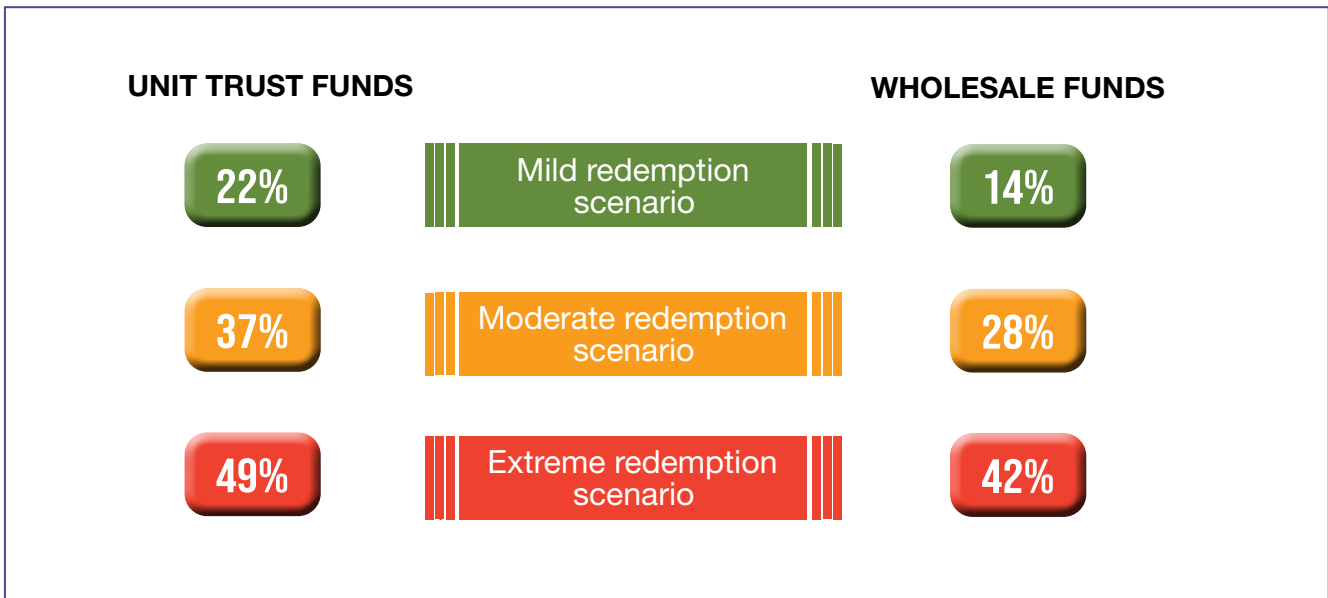 UNIT TRUST FUNDS
WHOLESALE FUNDS
22%
Mild redemption
scenario
14%
37%
Moderate redemption
scenario
28%
49%
Extreme redemption
scenario
42%